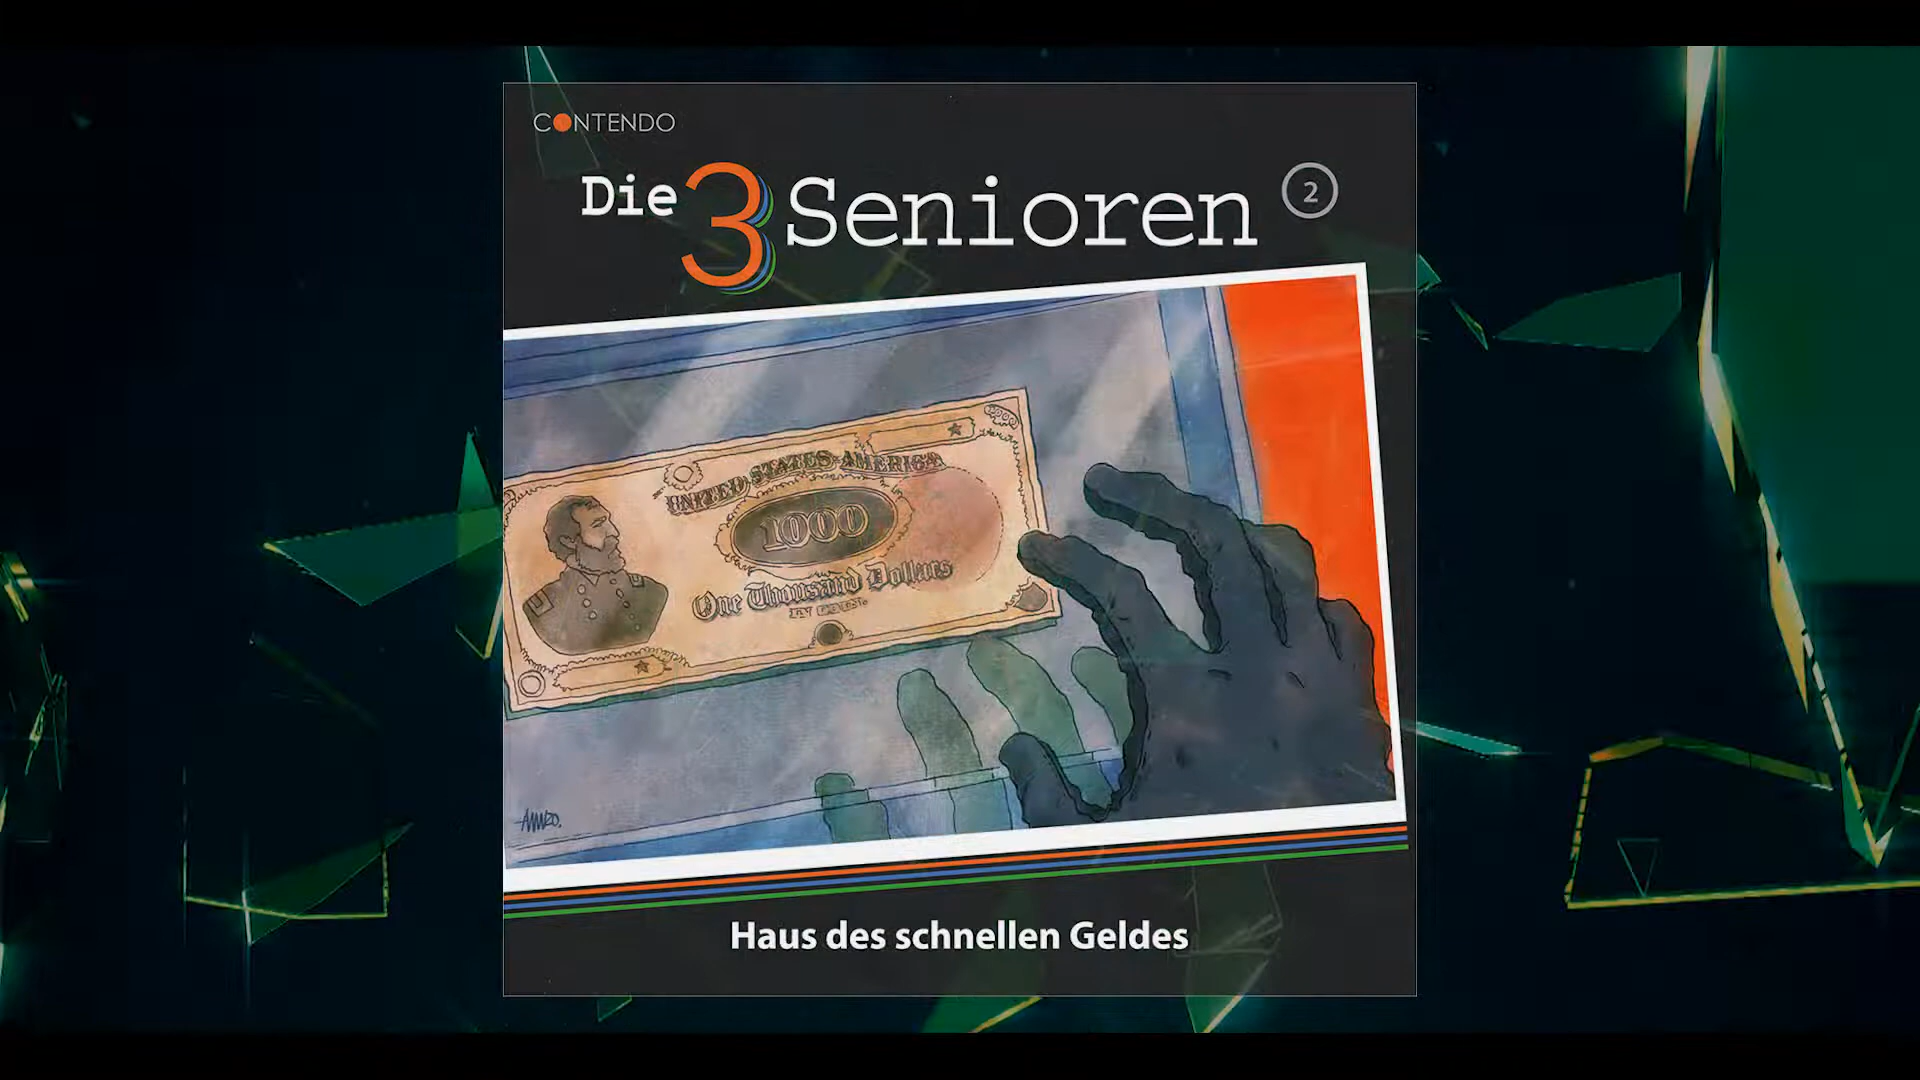 CONTENDO
Die 3 Senioren 2
UNITED STATES AMERICA
1000
One Thousand Dollars
Haus des schnellen Geldes